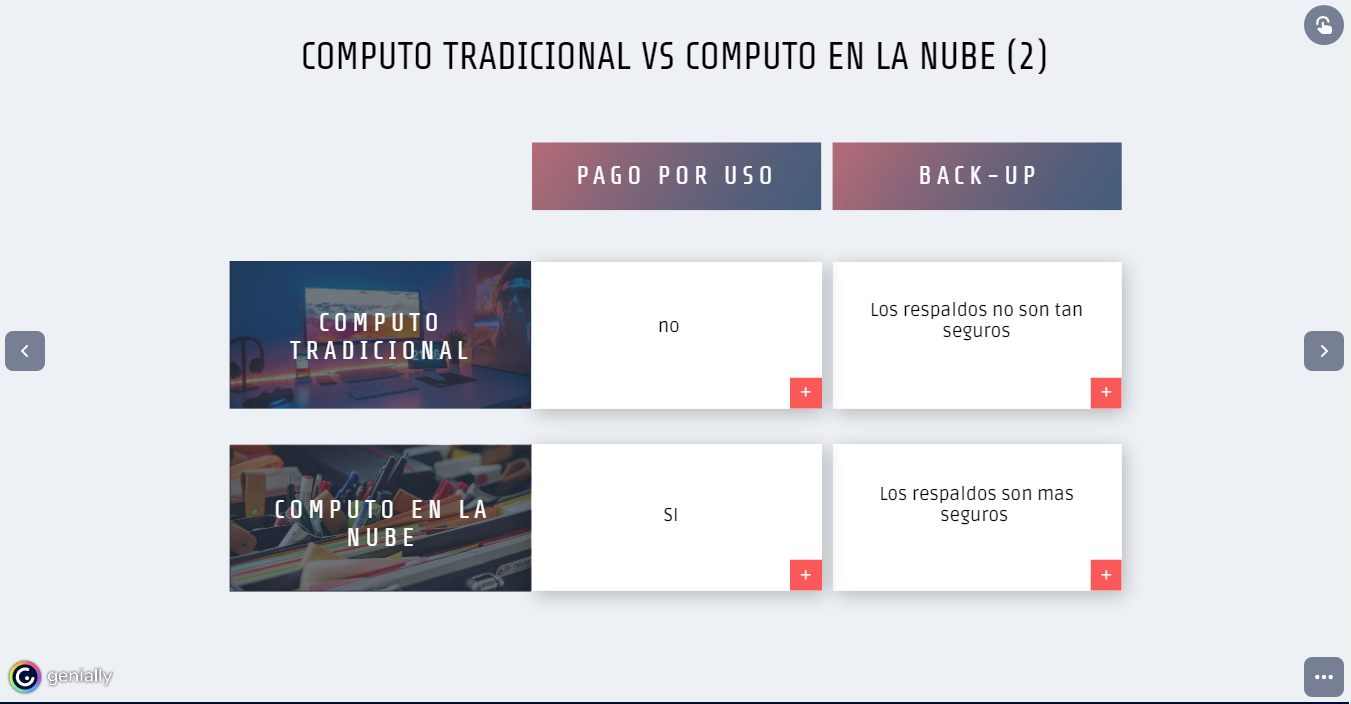 COMPUTO TRADICIONAL VS COMPUTO EN LA NUBE (2)
PAGO POR USO
BACK-UP
COMPUTO
TRADICIONAL
no
Los respaldos no son tan
seguros
+
+
COMPUTO EN LA
NUBE
SI
Los respaldos son mas
seguros
+
+
genially